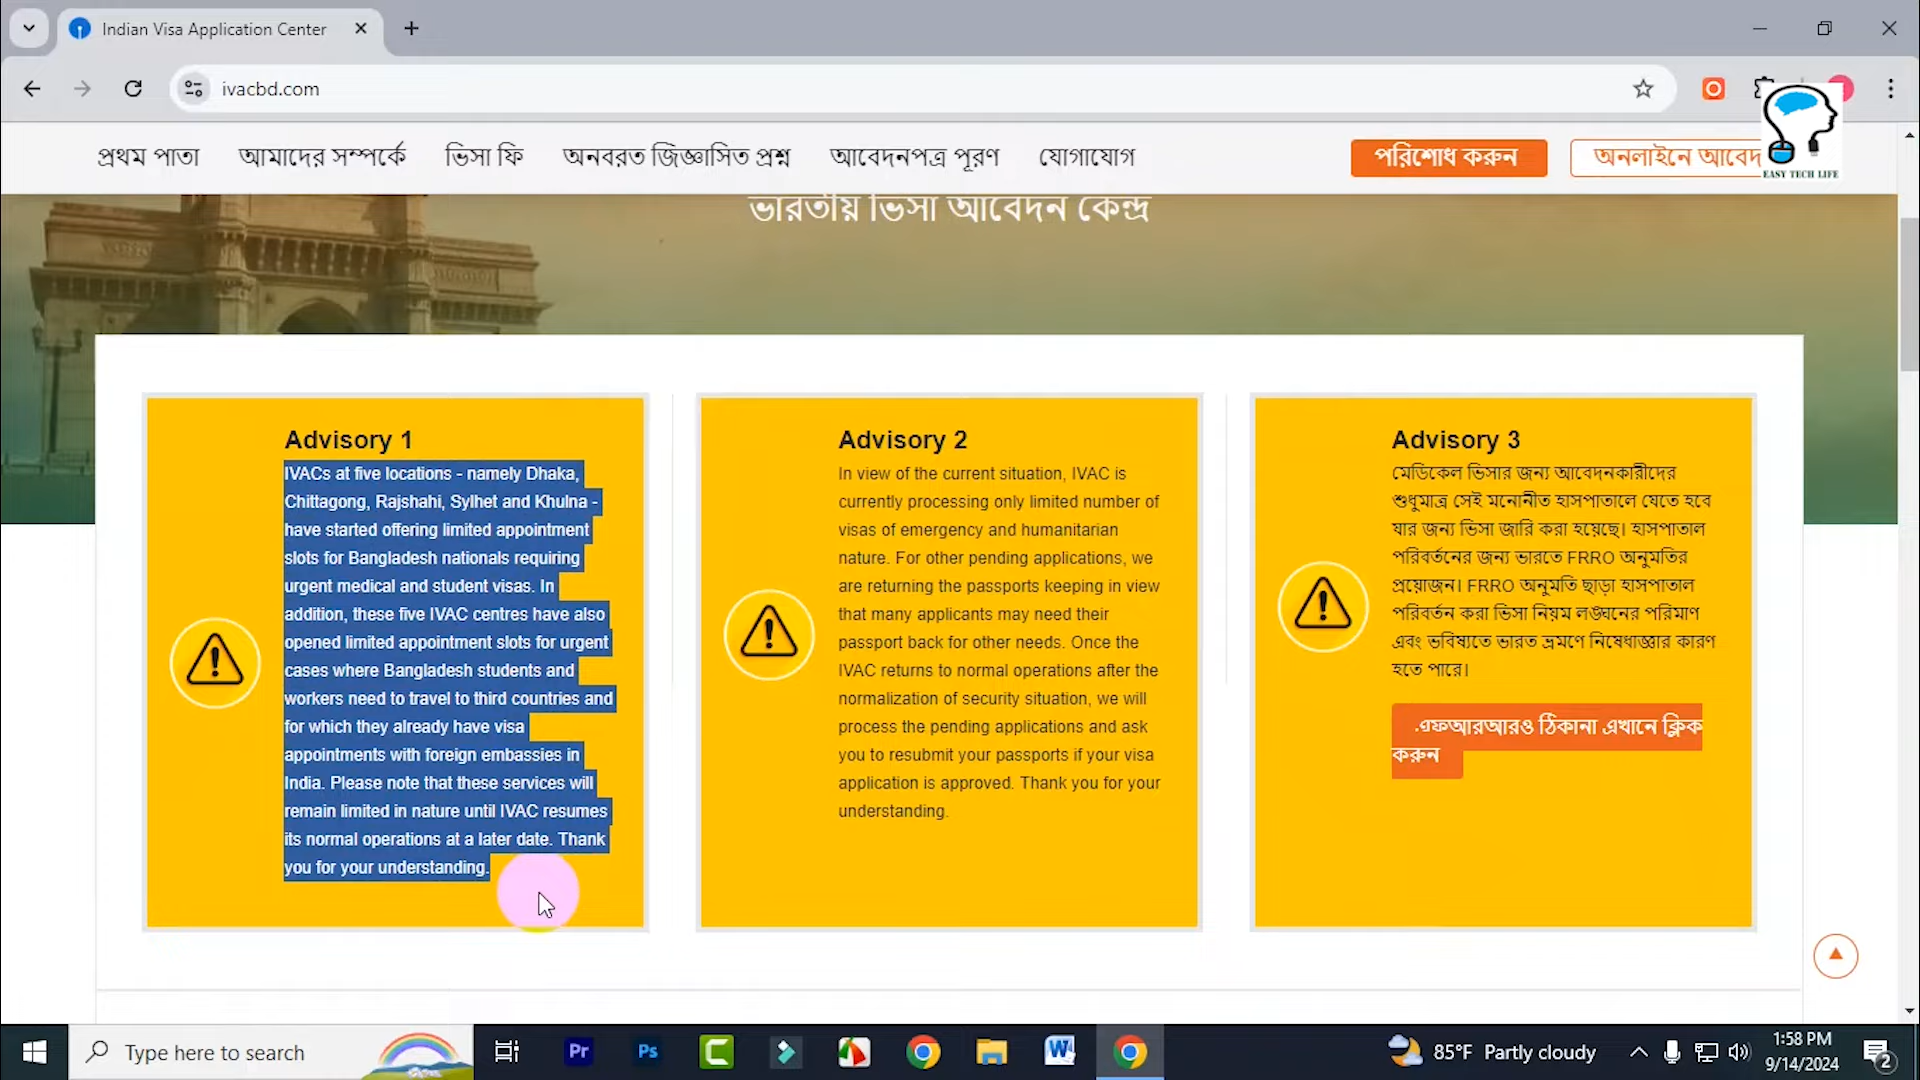 Indian Visa Application Center
ivacbd.com
প্রথম পাতা
আমাদের সম্পর্কে
ভিসা ফি
অনবরত জিজ্ঞাসিত প্রশ্ন
আবেদনপত্র পূরণ
যোগাযোগ
পরিশোধ করুন
অনলাইনে
EASY TECH LIFE
ভারতীয় ভিসা আবেদন কেন্দ্র
Advisory 1
IVACs at five locations - namely Dhaka,
Chittagong, Rajshahi, Sylhet and Khulna -
have started offering limited appointment
slots for Bangladesh nationals requiring
urgent medical and student visas. In
addition, these five IVAC centres have also
opened limited appointment slots for urgent
cases where Bangladesh students and
workers need to travel to third countries and
for which they already have visa
appointments with foreign embassies in
India. Please note that these services will
remain limited in nature until IVAC resumes
its normal operations at a later date. Thank
you for your understanding.
Advisory 2
In view of the current situation, IVAC is
currently processing only limited number of
visas of emergency and humanitarian
nature. For other pending applications, we
are returning the passports keeping in view
that many applicants may need their
passport back for other needs. Once the
IVAC returns to normal operations after the
normalization of security situation, we will
process the pending applications and ask
you to resubmit your passports if your visa
application is approved. Thank you for your
understanding.
Advisory 3
মেডিকেল ভিসার জন্য আবেদনকারীদের
শুধুমাত্র সেই মনোনীত হাসপাতালে যেতে হবে
যার জন্য ভিসা জারি করা হয়েছে। হাসপাতাল
পরিবর্তনের জন্য ভারতে FRRO অনুমতির
প্রয়োজন। FRRO অনুমতি ছাড়া হাসপাতাল
পরিবর্তন করা ভিসা নিয়ম লঙ্ঘনের পরিমাণ
এবং ভবিষ্যতে ভারত ভ্রমণে নিষেধাজ্ঞার কারণ
হতে পারে।
.এফআরআরও ঠিকানা এখানে ক্লিক
করুন
Type here to search
Pr
Ps
85°F Partly cloudy
1:58 PM
9/14/2024
2